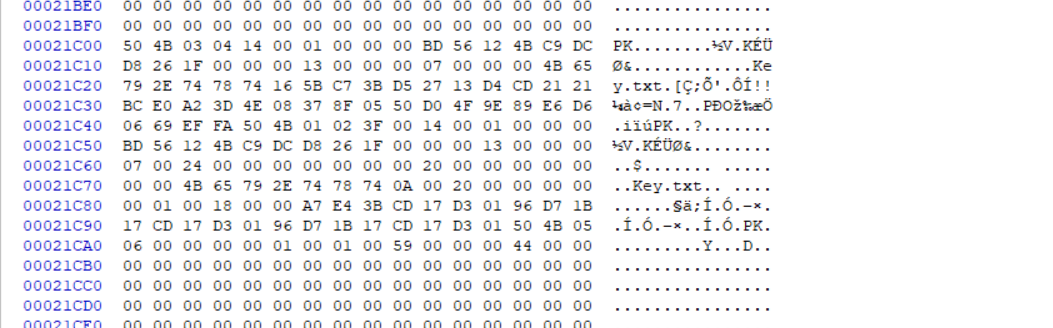 00021BE0 00 00 00 00 00 00 00 00 00 00 00 00 00 00 00 00 ................
00021BF0 00 00 00 00 00 00 00 00 00 00 00 00 00 00 00 00 ................
00021C00 50 4B 03 04 14 00 01 00 00 00 BD 56 12 4B C9 DC PK........½V.KÉÜ
00021C10 D8 26 1F 00 00 00 13 00 00 00 07 00 00 00 4B 65 Ø&............Ke
00021C20 79 2E 74 78 74 16 5B C7 3B D5 27 13 D4 CD 21 21 y.txt.[Ç;Õ'.ÔÍ!!
00021C30 BC E0 A2 3D 4E 08 37 8F 05 50 D0 4F 9E 89 E6 D6 ¼à¢=N.7..PÐOž‰æÖ
00021C40 06 69 EF FA 50 4B 01 02 3F 00 14 00 01 00 00 00 .iïúPK..?.......
00021C50 BD 56 12 4B C9 DC D8 26 1F 00 00 00 13 00 00 00 ½V.KÉÜØ&........
00021C60 07 00 24 00 00 00 00 00 00 00 20 00 00 00 00 00 ..$....... .....
00021C70 00 00 4B 65 79 2E 74 78 74 0A 00 20 00 00 00 00 ..Key.txt.. ....
00021C80 00 01 00 18 00 00 A7 E4 3B CD 17 D3 01 96 D7 1B ......§ä;Í.Ó.–×.
00021C90 17 CD 17 D3 01 96 D7 1B 17 CD 17 D3 01 50 4B 05 .Í.Ó.–×..Í.Ó.PK.
00021CA0 06 00 00 00 00 01 00 01 00 59 00 00 00 44 00 00 .........Y...D..
00021CB0 00 00 00 00 00 00 00 00 00 00 00 00 00 00 00 00 ................
00021CC0 00 00 00 00 00 00 00 00 00 00 00 00 00 00 00 00 ................
00021CD0 00 00 00 00 00 00 00 00 00 00 00 00 00 00 00 00 ................
00021CE0 00 00 00 00 00 00 00 00 00 00 00 00 00 00 00 00